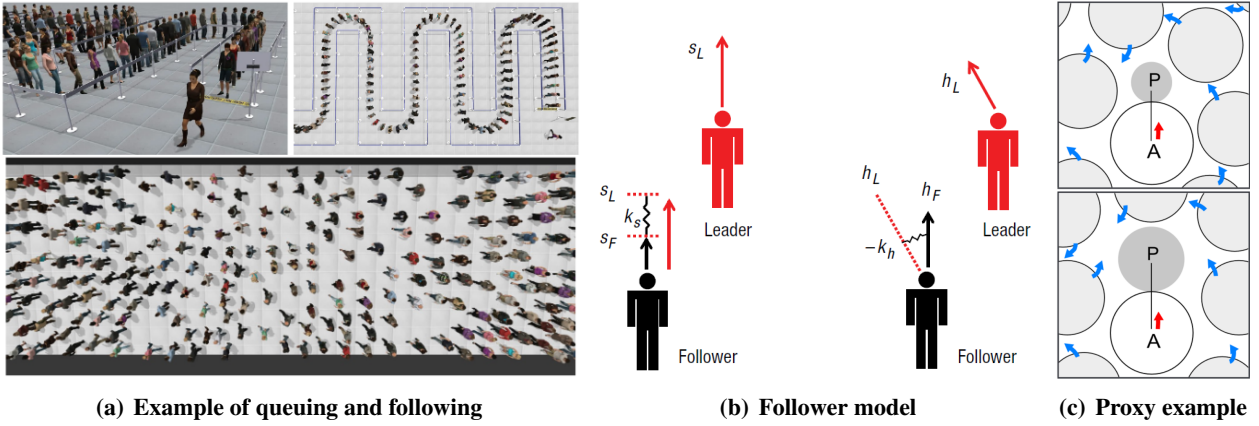 s_L
h_L
s_L
k_s
s_F
Leader
Follower
h_L
h_F
-k_h
Leader
Follower
P
A
P
A
(a) Example of queuing and following
(b) Follower model
(c) Proxy example